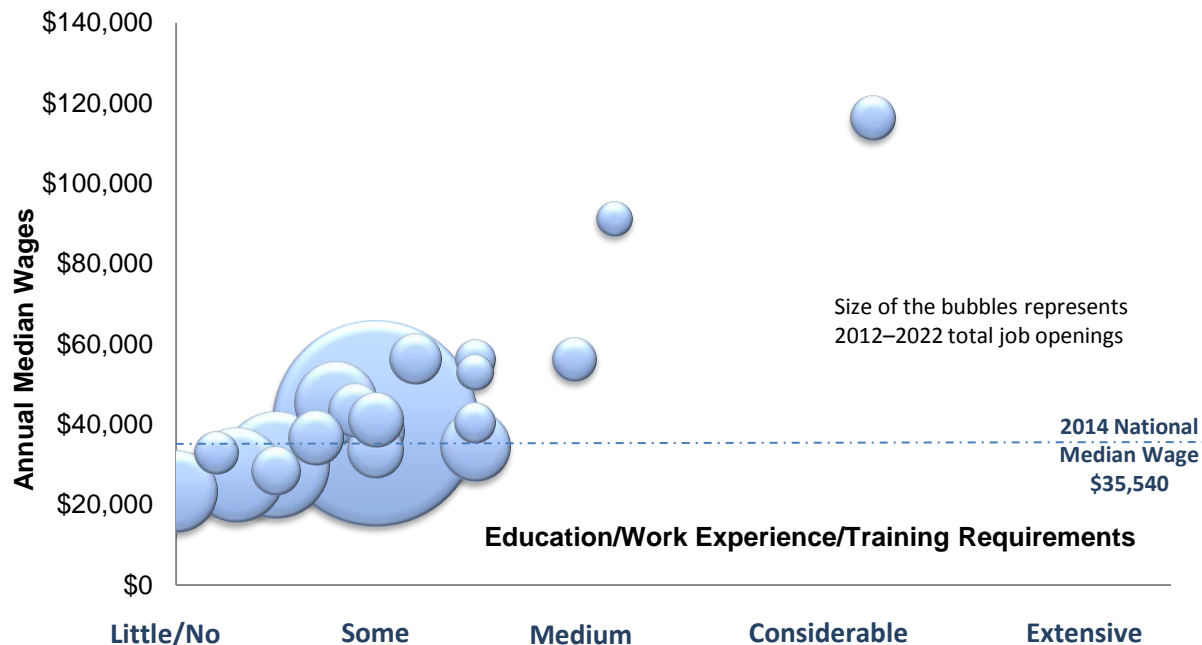 $140,000
$120,000
$100,000
$80,000
$60,000
$40,000
$20,000
$0
Annual Median Wages
Size of the bubbles represents
2012–2022 total job openings
2014 National
Median Wage
$35,540
Education/Work Experience/Training Requirements
Little/No
Some
Medium
Considerable
Extensive